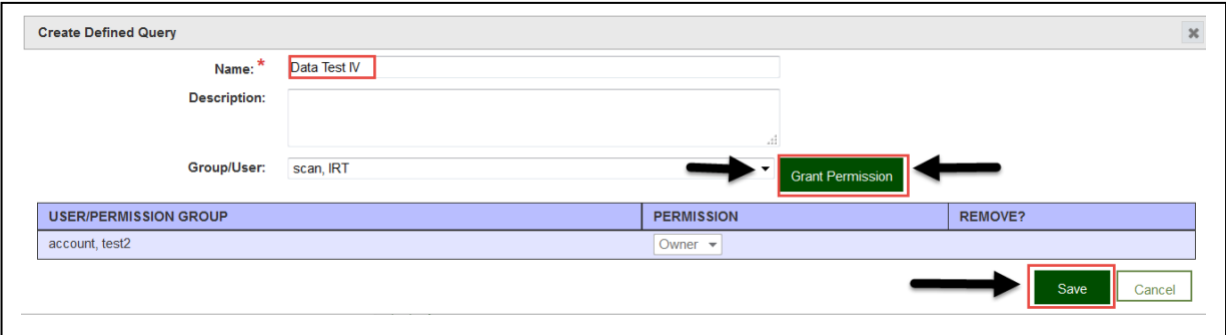 Create Defined Query
Name: *
Data Test IV
Description:
Group/User:
scan, IRT
Grant Permission
USER/PERMISSION GROUP PERMISSION REMOVE?
account, test2 Owner
Save Cancel